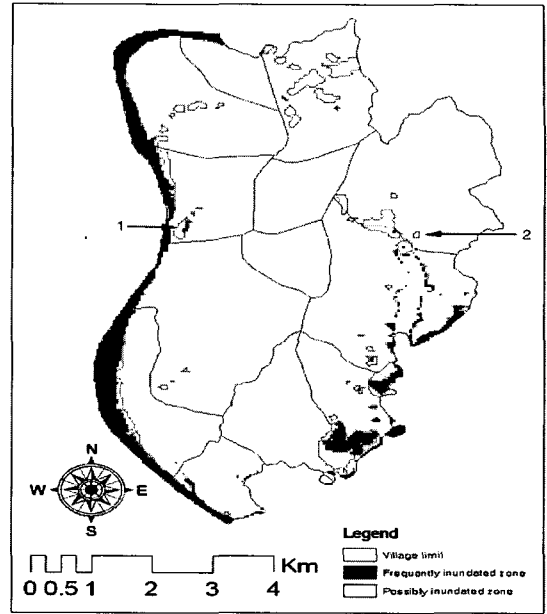 1
2
N
W E
S
Km
0 0.5 1 2 3 4
Legend
Village limit
Frequently inundated zone
Possibly inundated zone